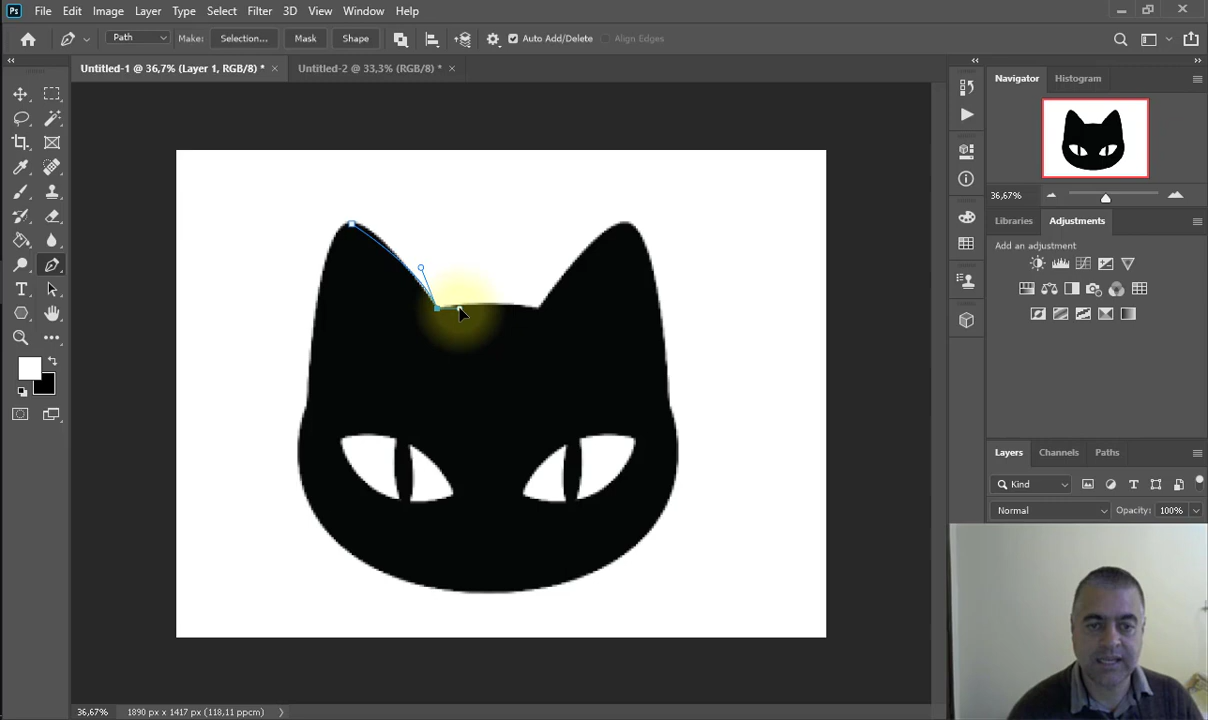 Ps File Edit Image Layer Type Select Filter 3D View Window Help
Path Make: Selection... Mask Shape Auto Add/Delete Align Edges
Untitled-1 @ 36,7% (Layer 1, RGB/8) * Untitled-2 @ 33,3% (RGB/8) *
Navigator Histogram
36,67%
Libraries Adjustments
Add an adjustment
Layers Channels Paths
Kind
Normal Opacity: 100%
36,67% 1890 px x 1417 px (118,11 ppcm)